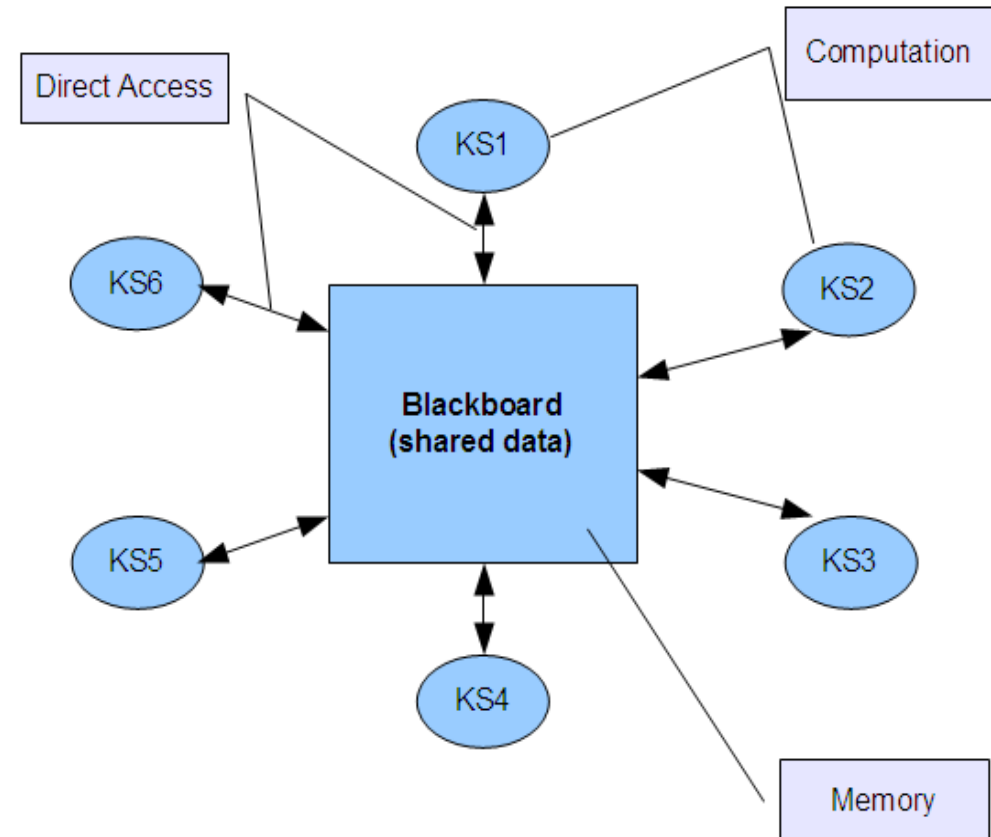 Computation
Direct Access
KS1
KS6
KS2
Blackboard
(shared data)
KS5
KS3
KS4
Memory